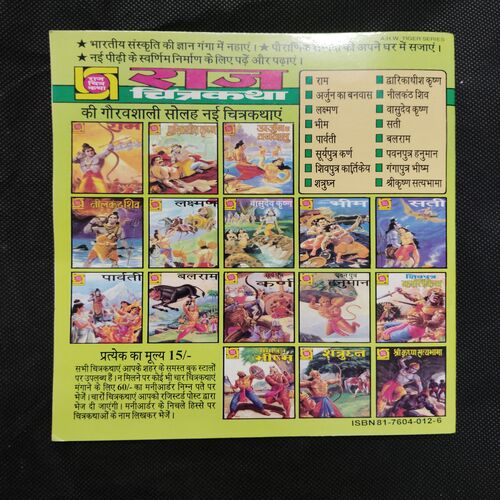 A.H.W. TIGER SERIES
★ भारतीय संस्कृति की ज्ञान गंगा में नहाएं। ★ पौराणिक को अपने घर में सजाएं।
★ नई पीढ़ी के स्वर्णिम निर्माण के लिए पढ़ें और पढ़ाएं।
राज चित्र कथा
राज
चित्रकथा
की गौरवशाली सोलह नई चित्रकथाएं
राम
अर्जुन का बनवास
लक्ष्मण
भीम
पार्वती
सूर्यपुत्र कर्ण
शिवपुत्र कार्तिकेय
शत्रुघ्न
द्वारिकाधीश कृष्ण
नीलकंठ शिव
वासुदेव कृष्ण
सती
बलराम
पवनपुत्र हनुमान
गंगापुत्र भीष्म
श्रीकृष्ण सत्यभामा
राम
द्वारिकाधीश कृष्ण
अर्जुन का बनवास
नीलकंठ शिव
लक्ष्मण
वासुदेव कृष्ण
भीम
सती
पार्वती
बलराम
कर्ण
हनुमान
शिवपुत्र कार्तिकेय
भीष्म
शत्रुघ्न
श्री कृष्ण सत्यभामा
प्रत्येक का मूल्य 15/-
सभी चित्रकथाएं आपके शहर के समस्त बुक स्टालों
पर उपलब्ध हैं। न मिलने पर कोई भी चार चित्रकथाएं
मंगाने के लिए 60/- का मनीआर्डर निम्न पते पर
भेजें। चारों चित्रकथाएं आपको रजिस्टर्ड पोस्ट द्वारा
भेज दी जाएंगी। मनीआर्डर के निचले हिस्से पर
चित्रकथाओं के नाम लिखकर भेजें।
ISBN 81-7604-012-6